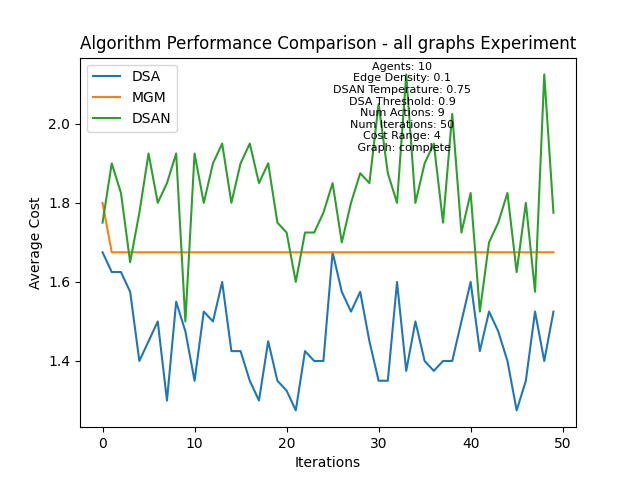 Algorithm Performance Comparison - all graphs Experiment
DSA
MGM
DSAN
Agents: 10
Edge Density: 0.1
DSAN Temperature: 0.75
DSA Threshold: 0.9
Num Actions: 9
Num Iterations: 50
Cost Range: 4
Graph: complete
Average Cost
2.0
1.8
1.6
1.4
0 10 20 30 40 50
Iterations